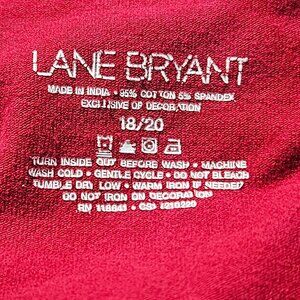 LANE BRYANT
MADE IN INDIA • 95% COTTON 5% SPANDEX
EXCLUSIVE OF DECORATION
18/20
TURN INSIDE OUT BEFORE WASH • MACHINE
WASH COLD • GENTLE CYCLE • DO NOT BLEACH
TUMBLE DRY LOW • WARM IRON IF NEEDED
DO NOT IRON ON DECORATION
RN 116841 •